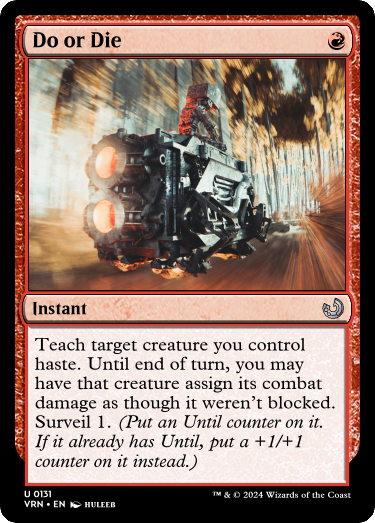 Do or Die
Instant
Teach target creature you control
haste. Until end of turn, you may
have that creature assign its combat
damage as though it weren't blocked.
Surveil 1. (Put an Until counter on it.
If it already has Until, put a +1/+1
counter on it instead.)
U 0131
VRN • EN HULEEB
™ & © 2024 Wizards of the Coast